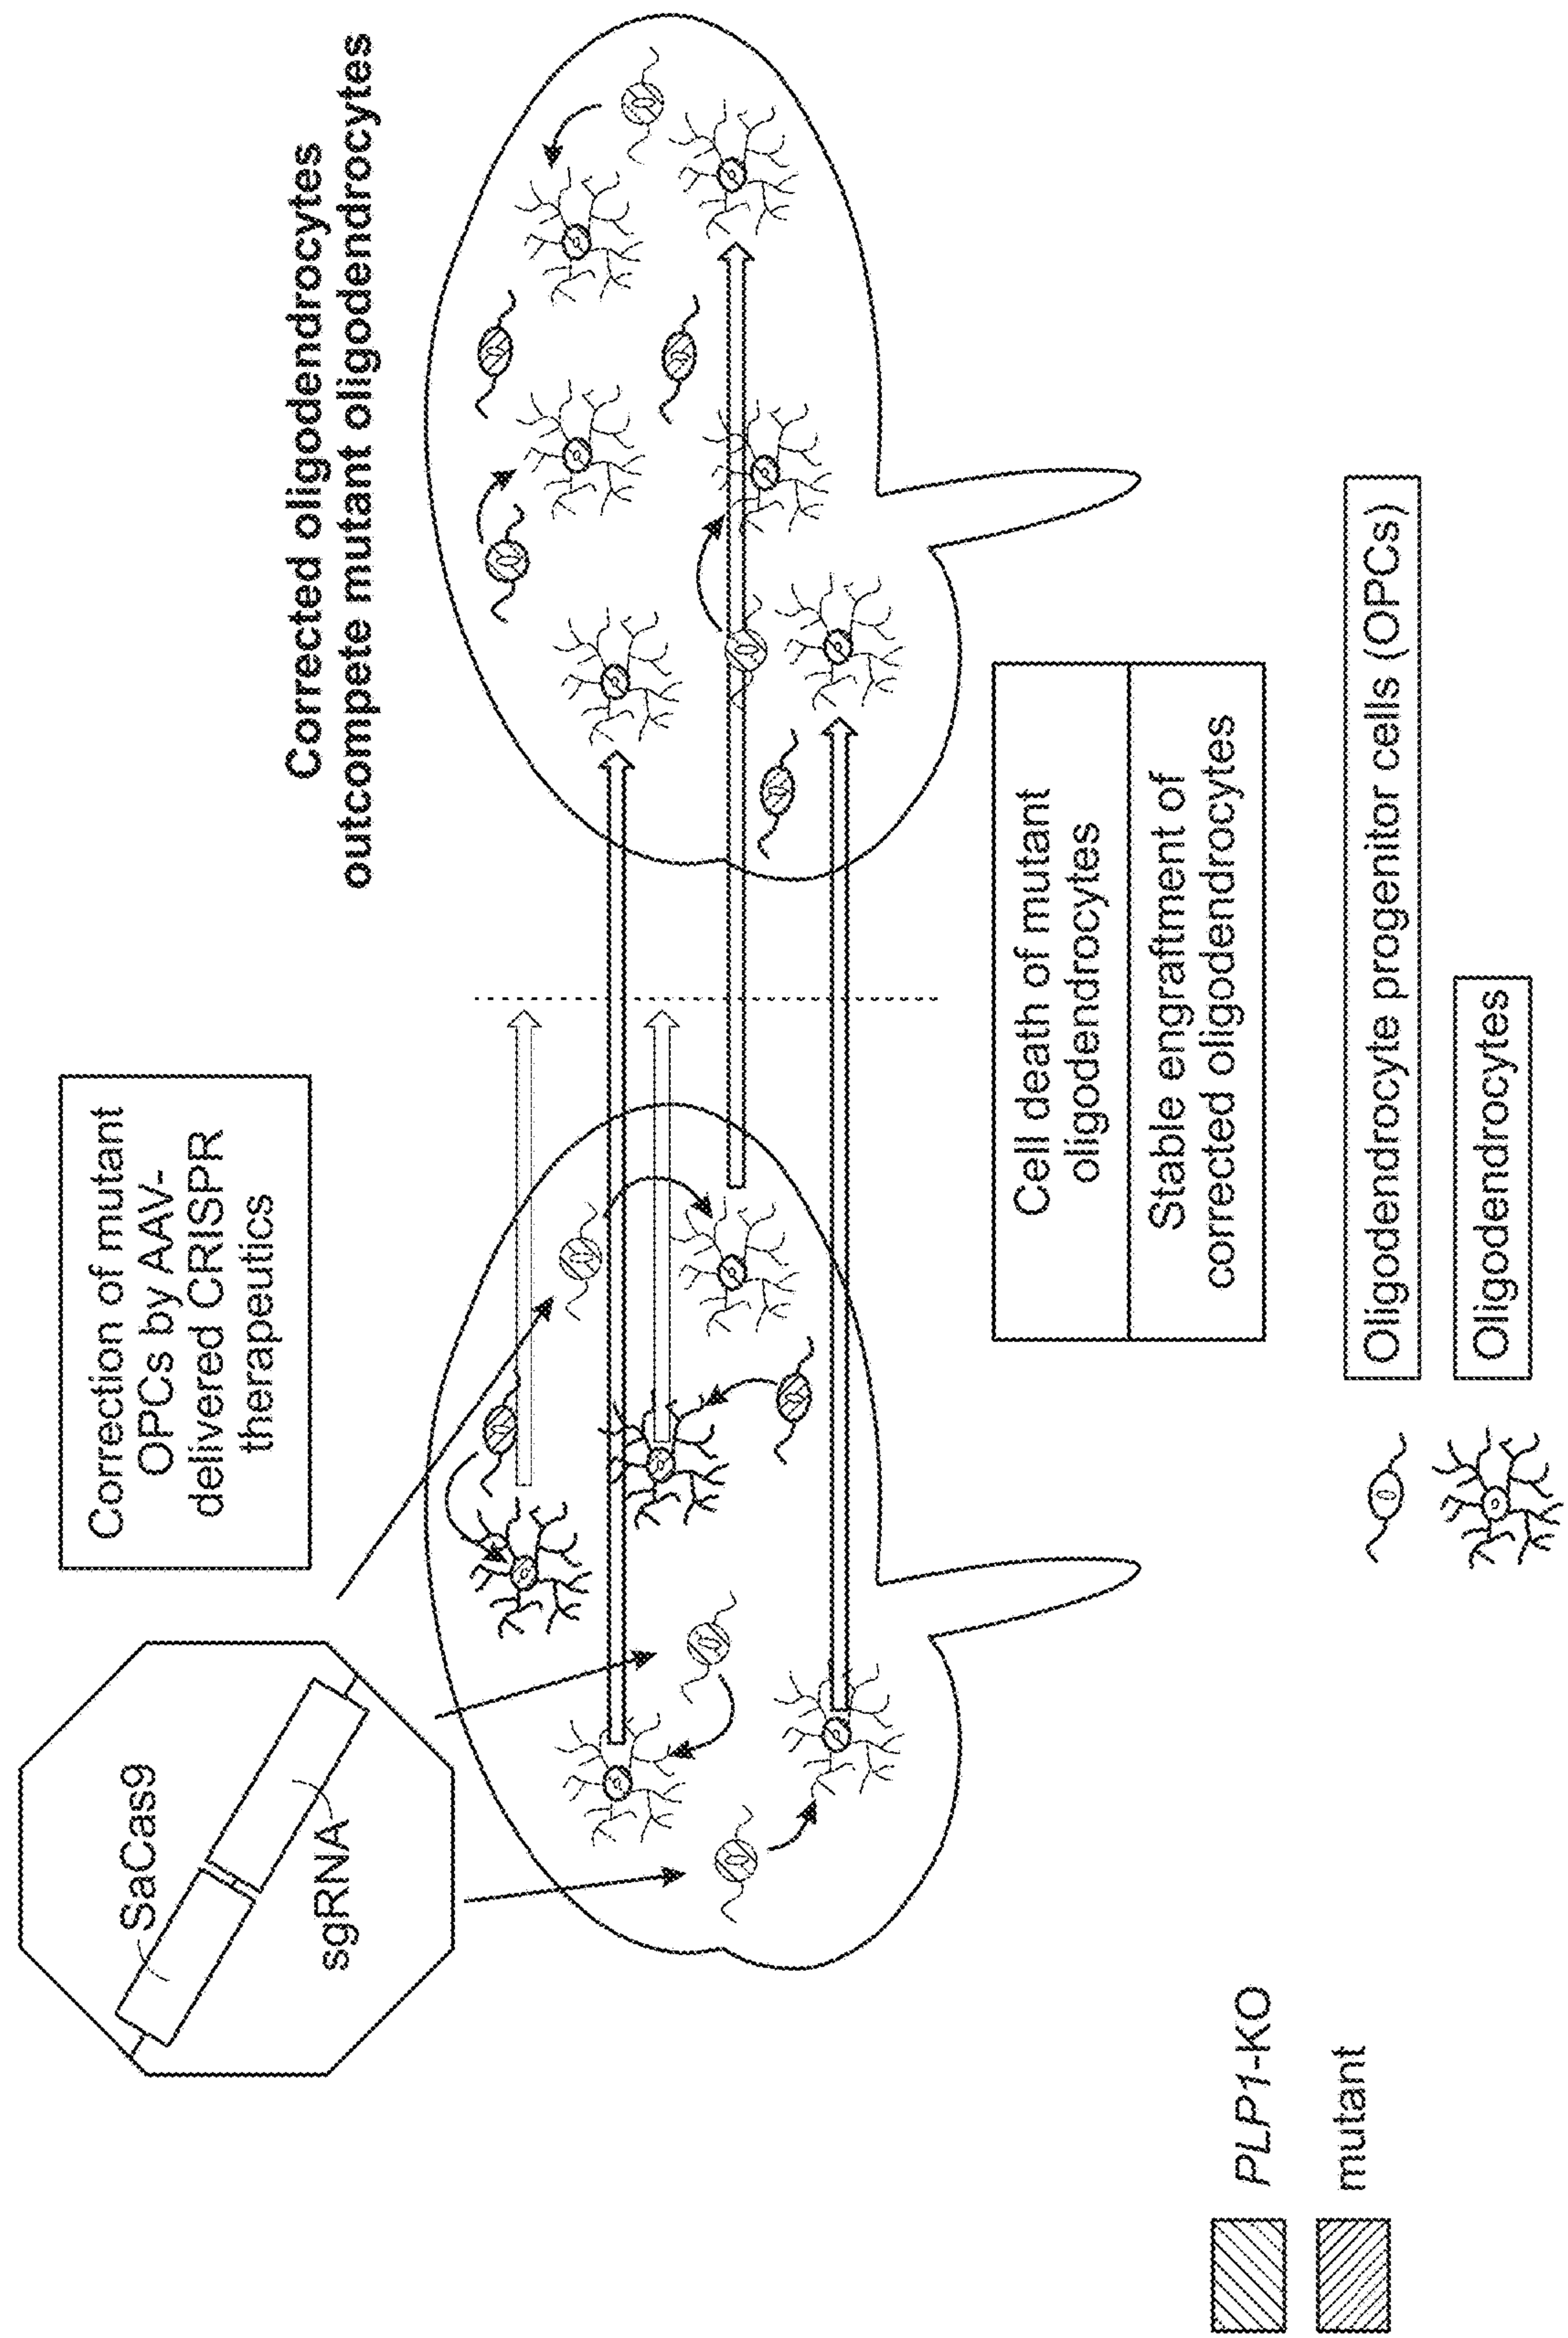 SaCas9
sgRNA
Correction of mutant
OPCs by AAV-
delivered CRISPR
therapeutics
Corrected oligodendrocytes
outcompete mutant oligodendrocytes
Cell death of mutant
oligodendrocytes
Stable engraftment of
corrected oligodendrocytes
PLP1-KO
mutant
Oligodendrocyte progenitor cells (OPCs)
Oligodendrocytes